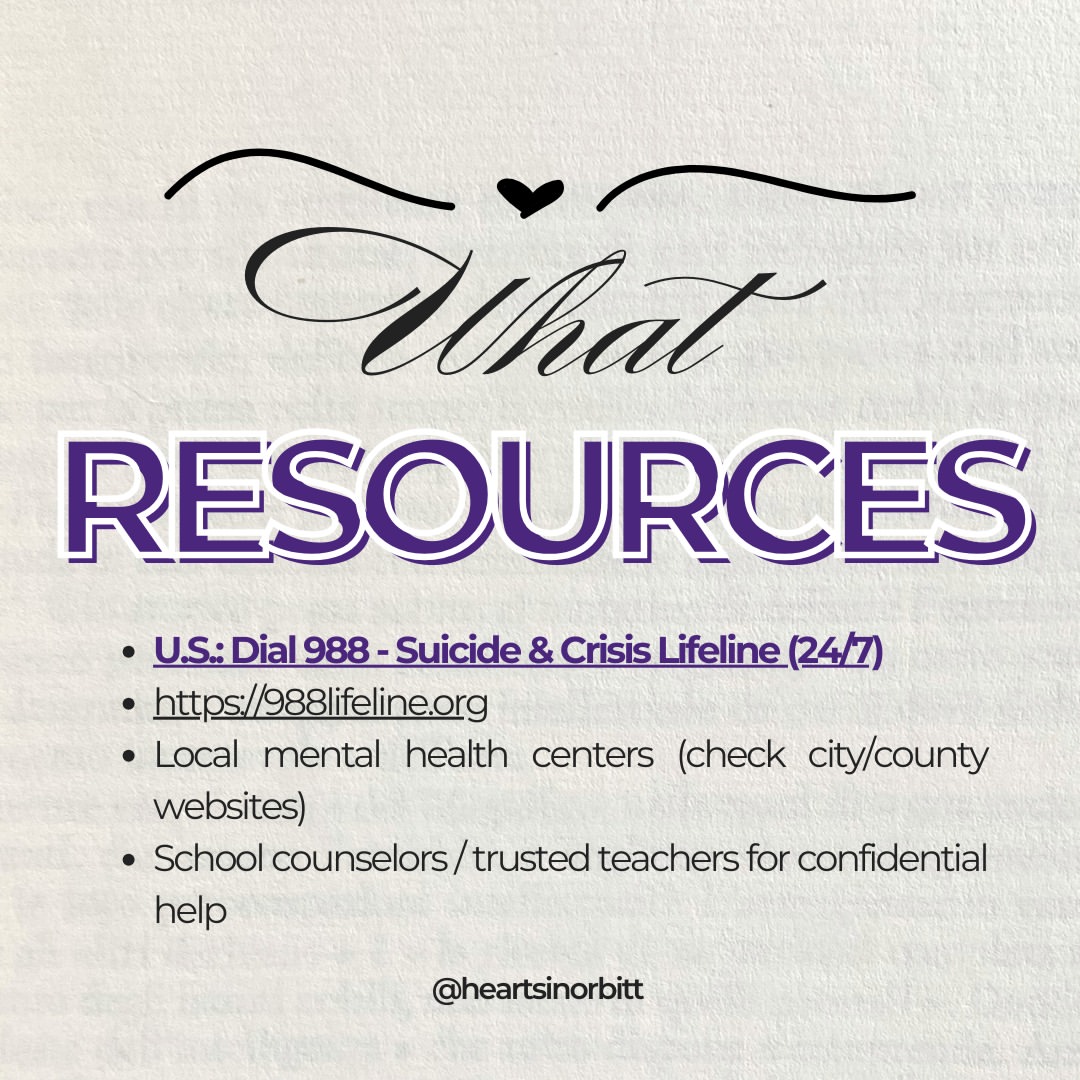 What
RESOURCES
• U.S.: Dial 988 - Suicide & Crisis Lifeline (24/7)
• https://988lifeline.org
• Local mental health centers (check city/county
websites)
• School counselors / trusted teachers for confidential
help
@heartsinorbitt